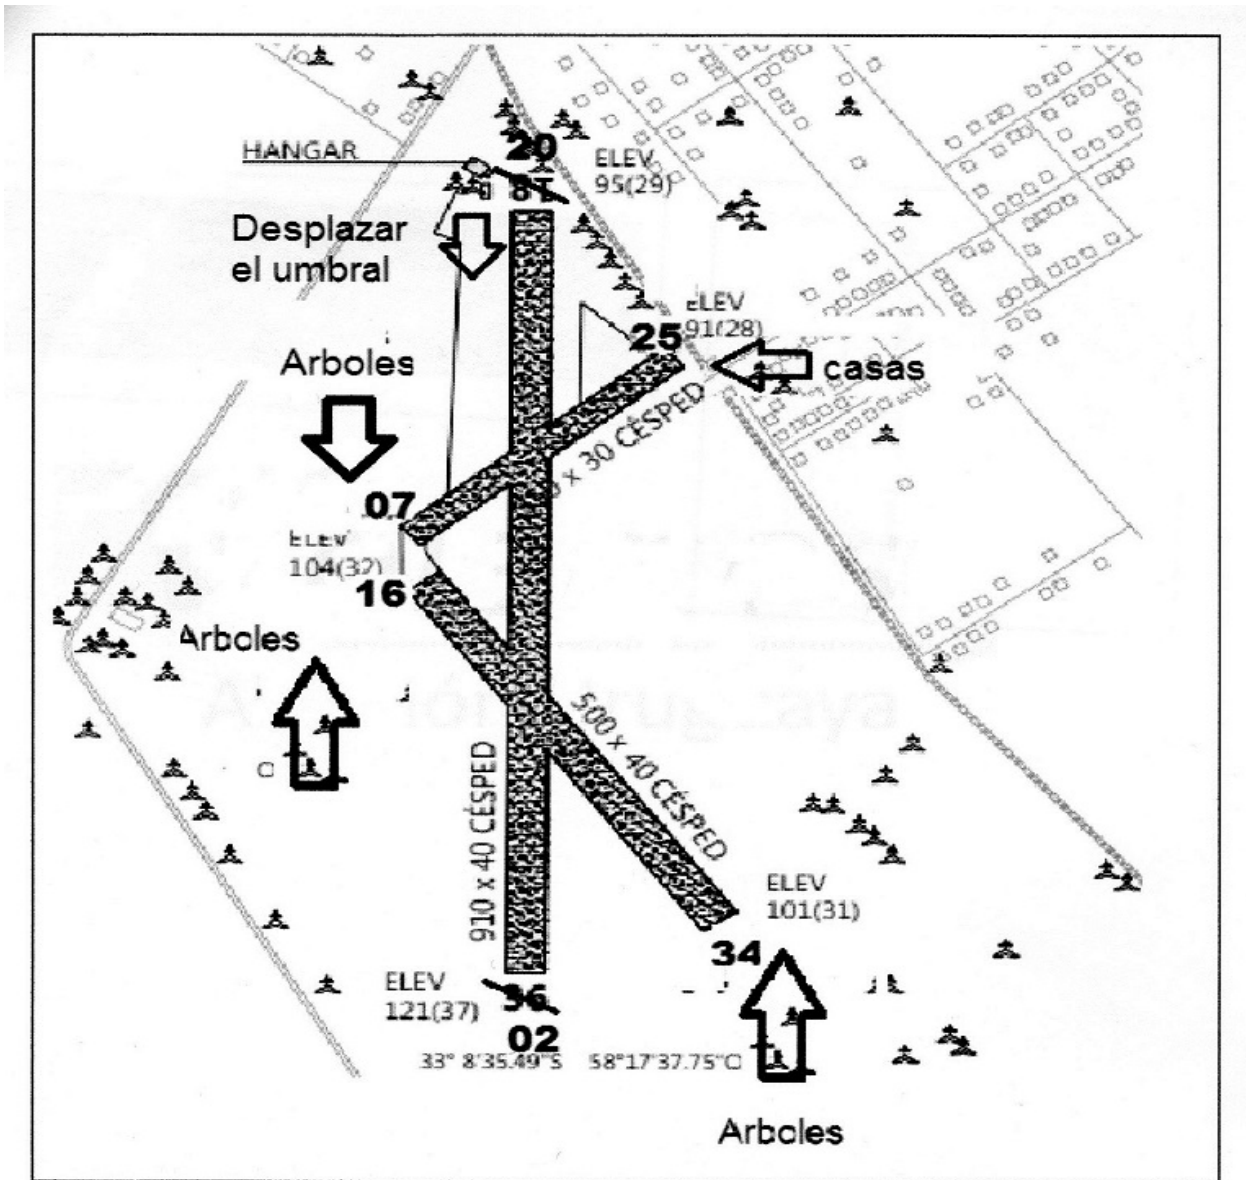 20
HANGAR
ELEV
95(29)
18
Desplazar
el umbral
ELEV
91(28)
25
Arboles
casas
x 30 CÉSPED
07
ELEV
104(32)
16
Arboles
500 x 40 CÉSPED
910 x 40 CÉSPED
ELEV
101(31)
34
ELEV
121(37)
36
02
33° 8'35.49"S 58°17'37.75"O
Arboles